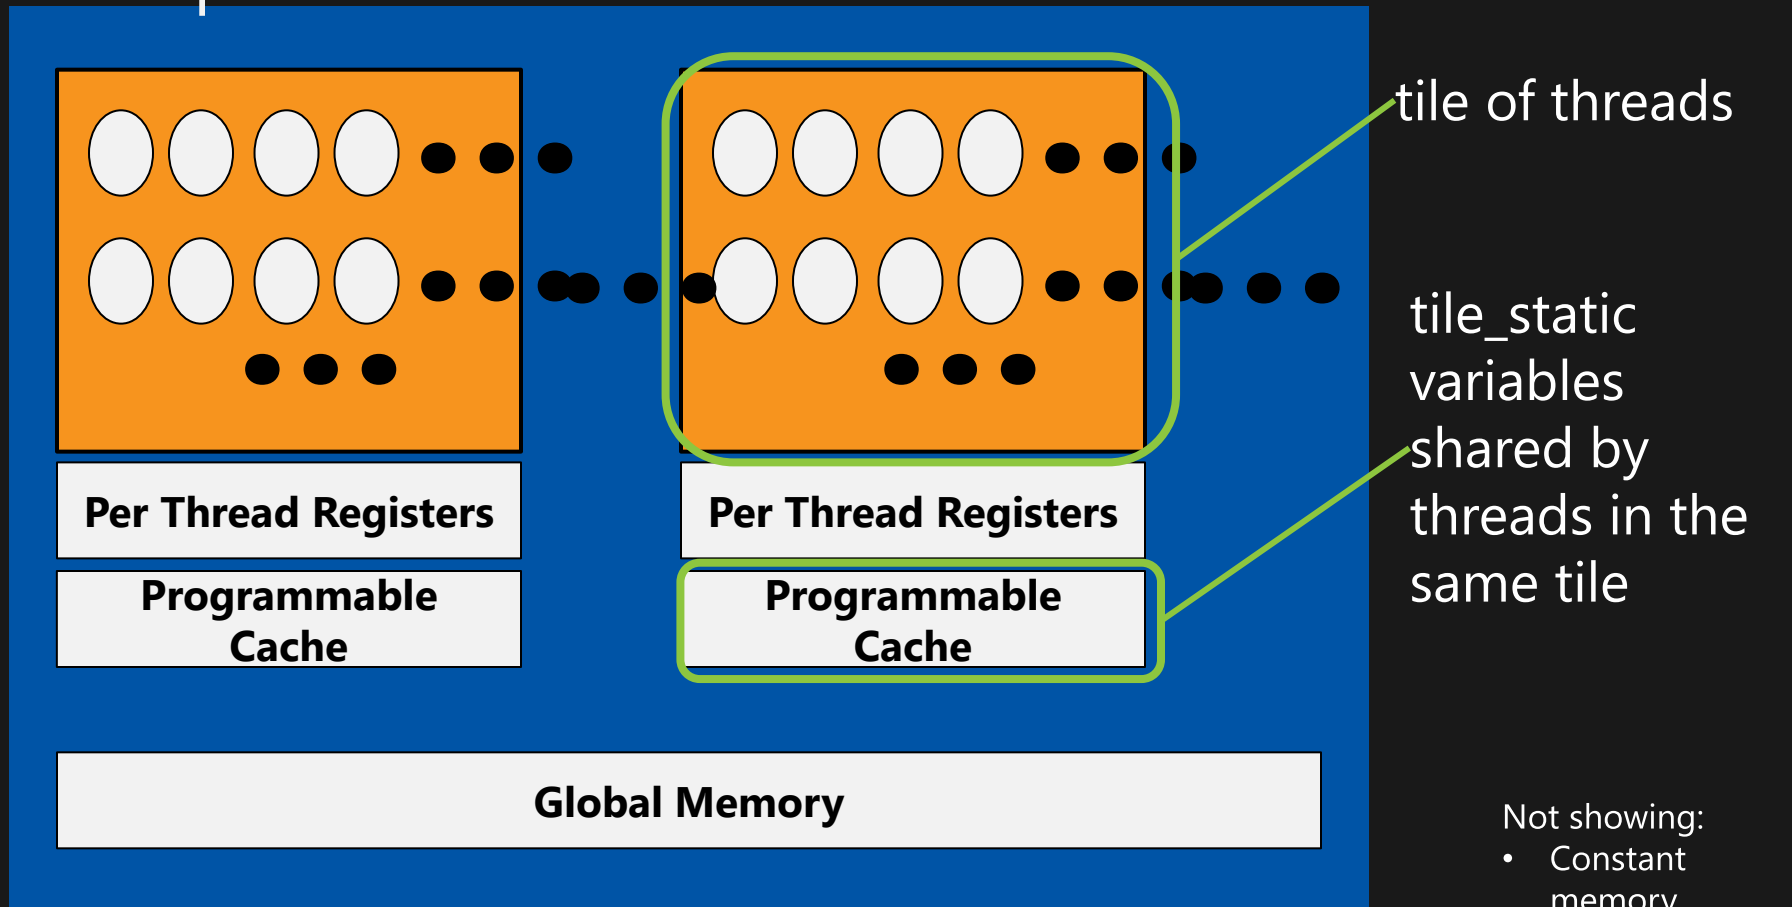 tile of threads
tile_static
variables
shared by
threads in the
same tile
Per Thread Registers
Per Thread Registers
Programmable
Cache
Programmable
Cache
Global Memory
Not showing:
• Constant
memory